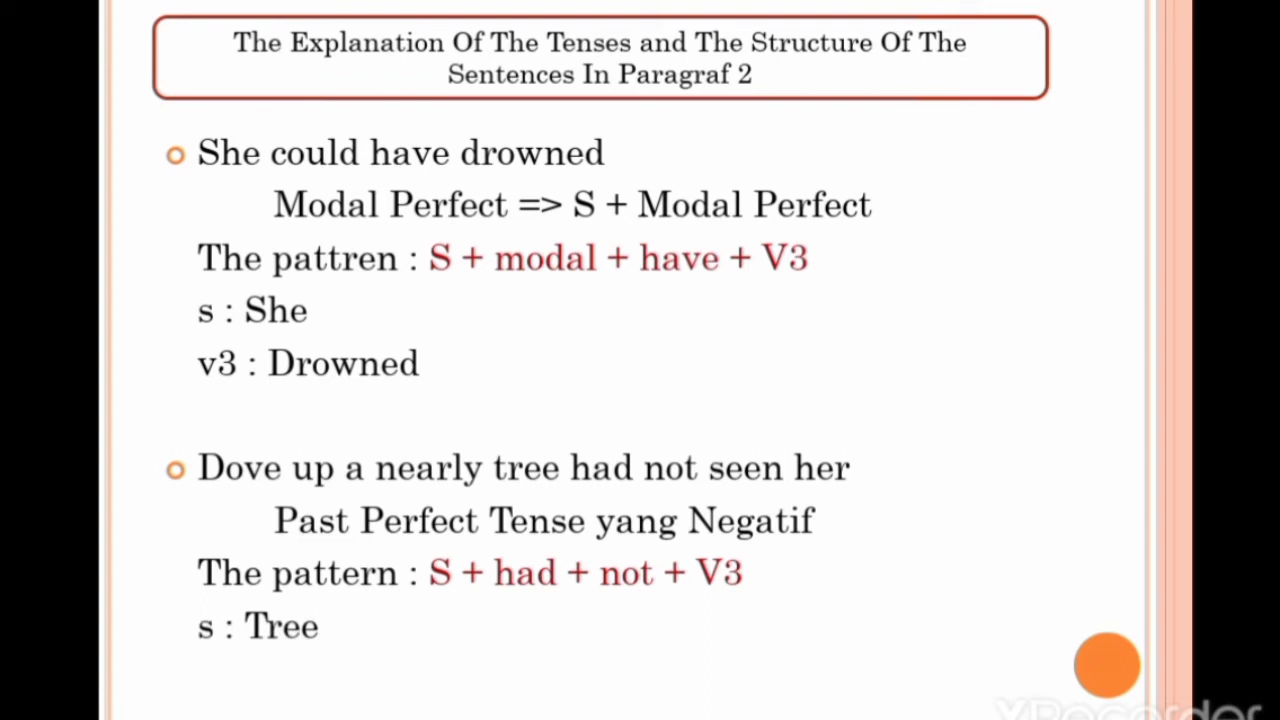 The Explanation Of The Tenses and The Structure Of The
Sentences In Paragraf 2
She could have drowned
Modal Perfect => S + Modal Perfect
The pattren : S + modal + have + V3
s : She
v3 : Drowned
Dove up a nearly tree had not seen her
Past Perfect Tense yang Negatif
The pattern : S + had + not + V3
s : Tree
XRecorder